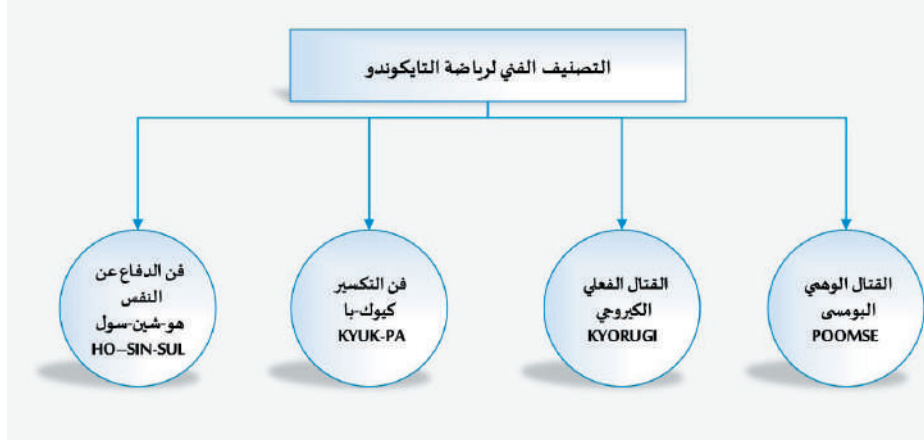 التصنيف الفني لرياضة التايكوندو
القتال الوهمي
البومسى
POOMSE
القتال الفعلي
الكيروجي
KYORUGI
فن التكسير
كيوك-با
KYUK-PA
فن الدفاع عن
النفس
هو-شين-سول
HO–SIN-SUL